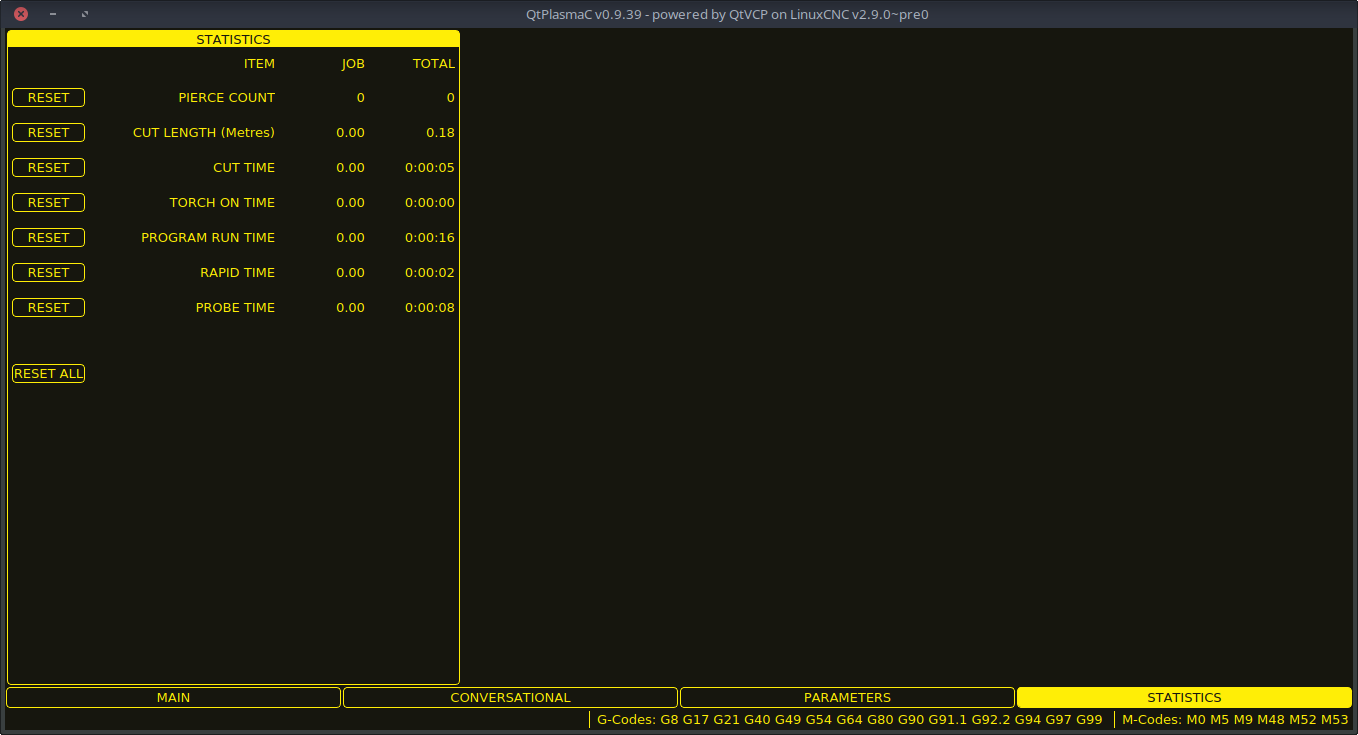 QtPlasmaC v0.9.39 - powered by QtVCP on LinuxCNC v2.9.0~pre0
STATISTICS
ITEM JOB TOTAL
RESET PIERCE COUNT 0 0
RESET CUT LENGTH (Metres) 0.00 0.18
RESET CUT TIME 0.00 0:00:05
RESET TORCH ON TIME 0.00 0:00:00
RESET PROGRAM RUN TIME 0.00 0:00:16
RESET RAPID TIME 0.00 0:00:02
RESET PROBE TIME 0.00 0:00:08
RESET ALL
MAIN CONVERSATIONAL PARAMETERS STATISTICS
G-Codes: G8 G17 G21 G40 G49 G54 G64 G80 G90 G91.1 G92.2 G94 G97 G99 M-Codes: M0 M5 M9 M48 M52 M53